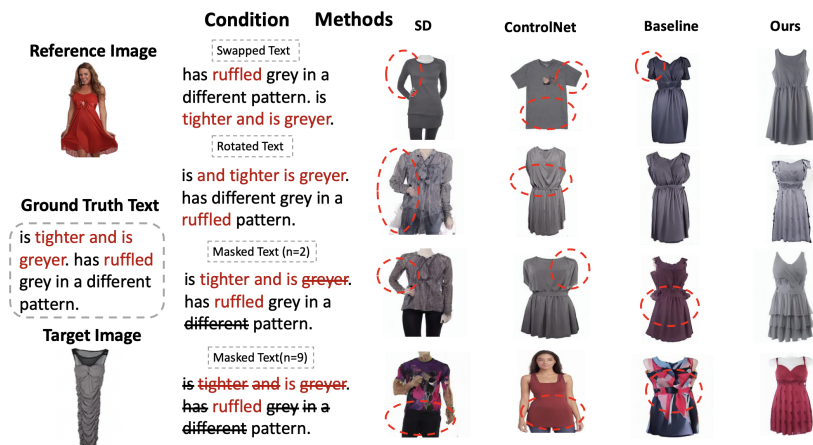 Condition Methods SD ControlNet Baseline Ours
Reference Image
Swapped Text
has ruffled grey in a
different pattern. is
tighter and is greyer.
Rotated Text
is and tighter is greyer.
has different grey in a
ruffled pattern.
Ground Truth Text
is tighter and is
greyer. has ruffled
grey in a different
pattern.
Masked Text (n=2)
is tighter and is greyer.
has ruffled grey in a
different pattern.
Target Image
Masked Text(n=9)
is tighter and is greyer.
has ruffled grey in a
different pattern.